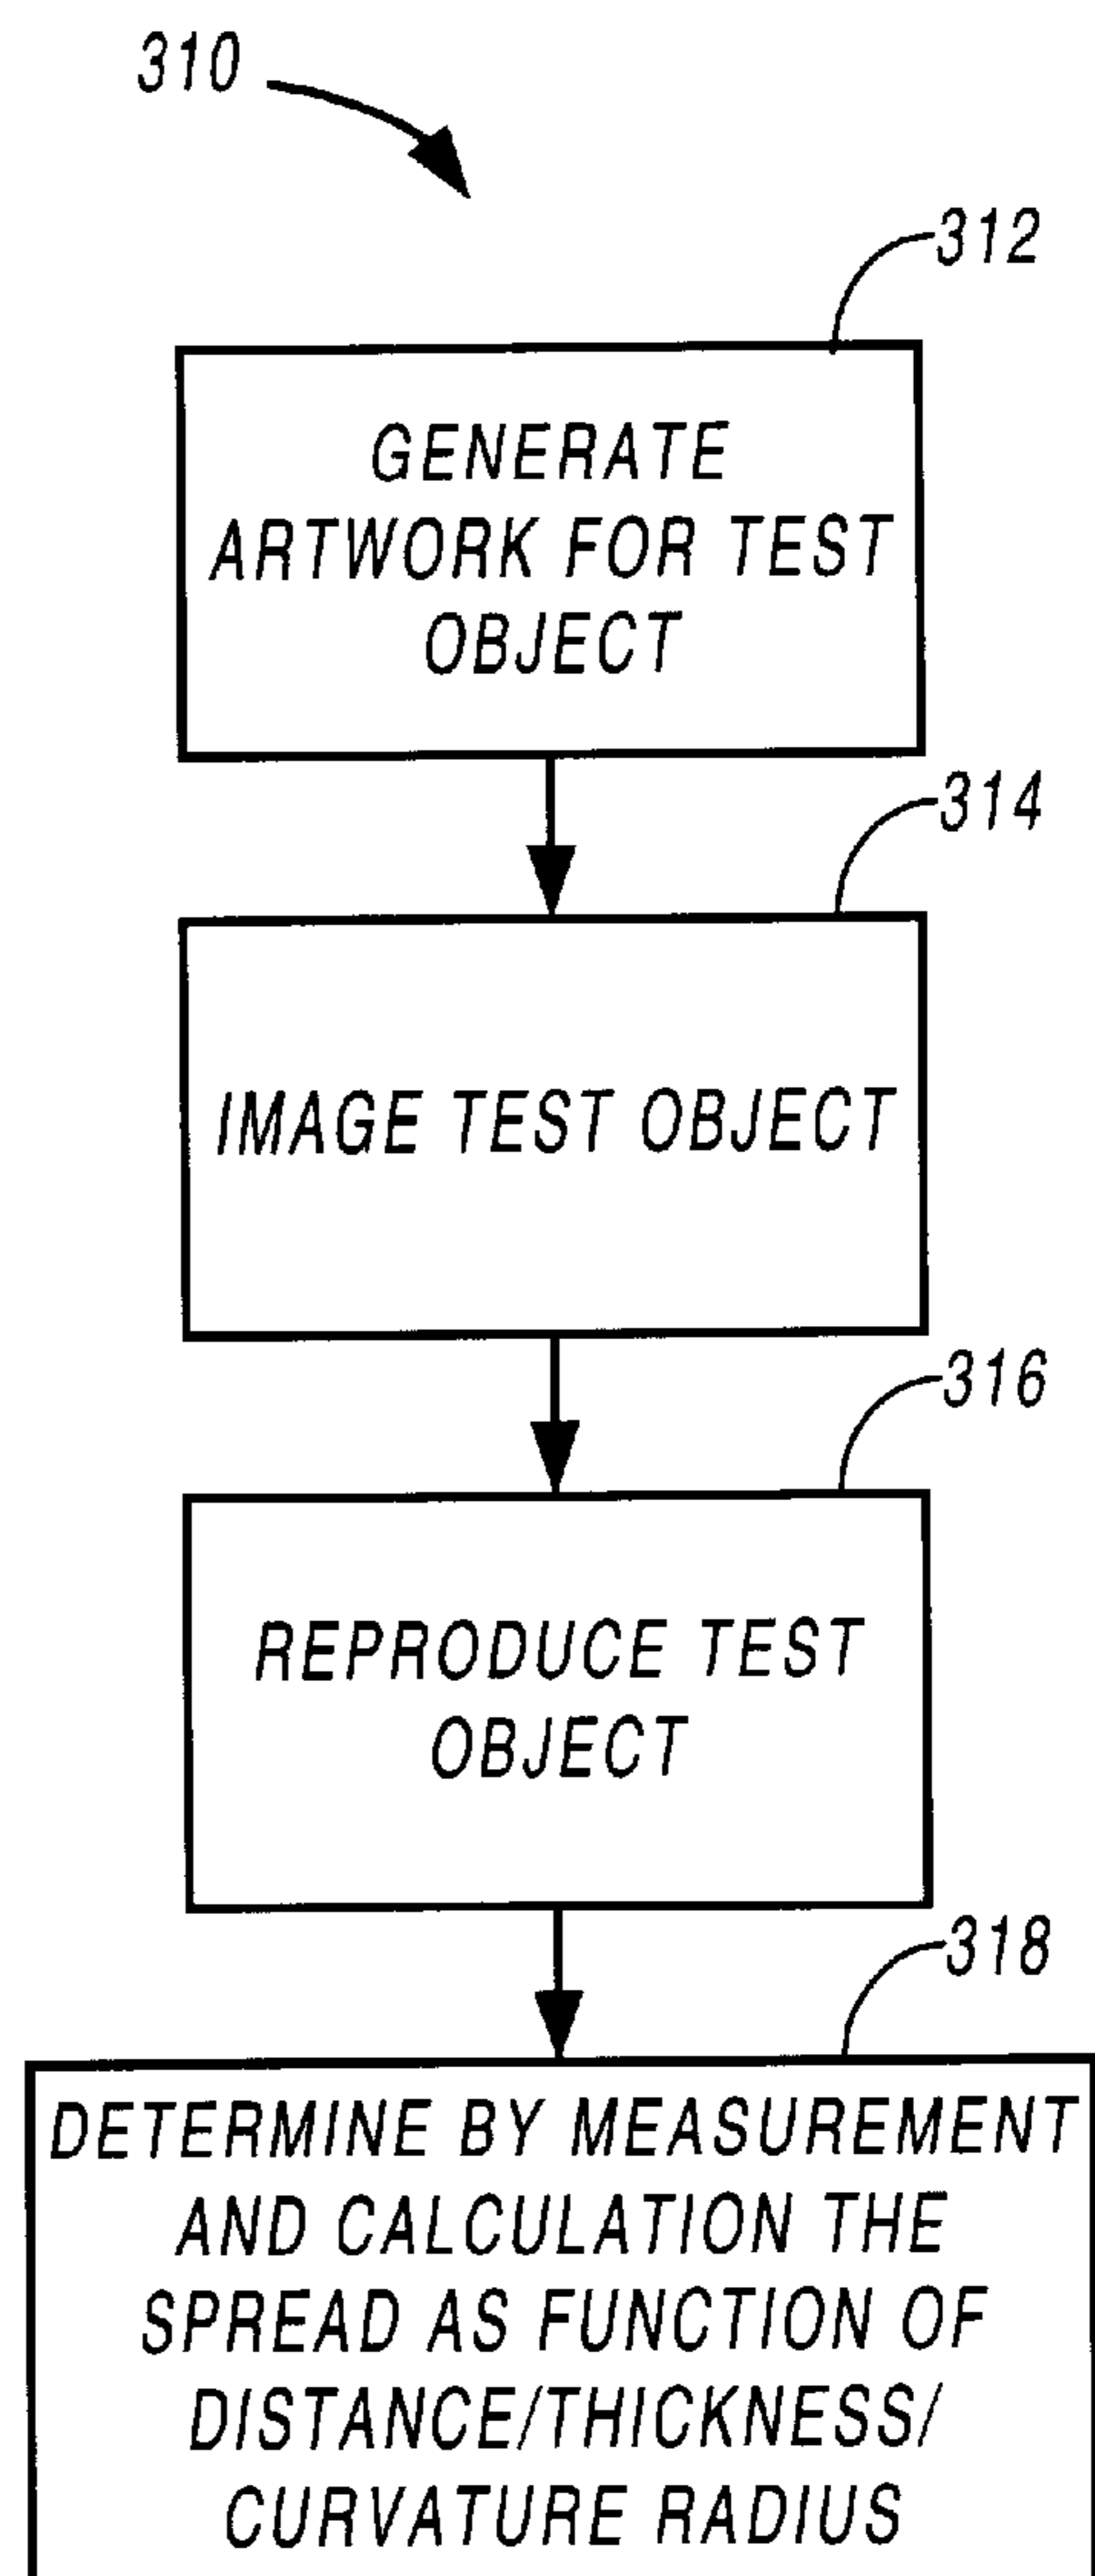 310
312
GENERATE
ARTWORK FOR TEST
OBJECT
314
IMAGE TEST OBJECT
316
REPRODUCE TEST
OBJECT
318
DETERMINE BY MEASUREMENT
AND CALCULATION THE
SPREAD AS FUNCTION OF
DISTANCE/THICKNESS/
CURVATURE RADIUS